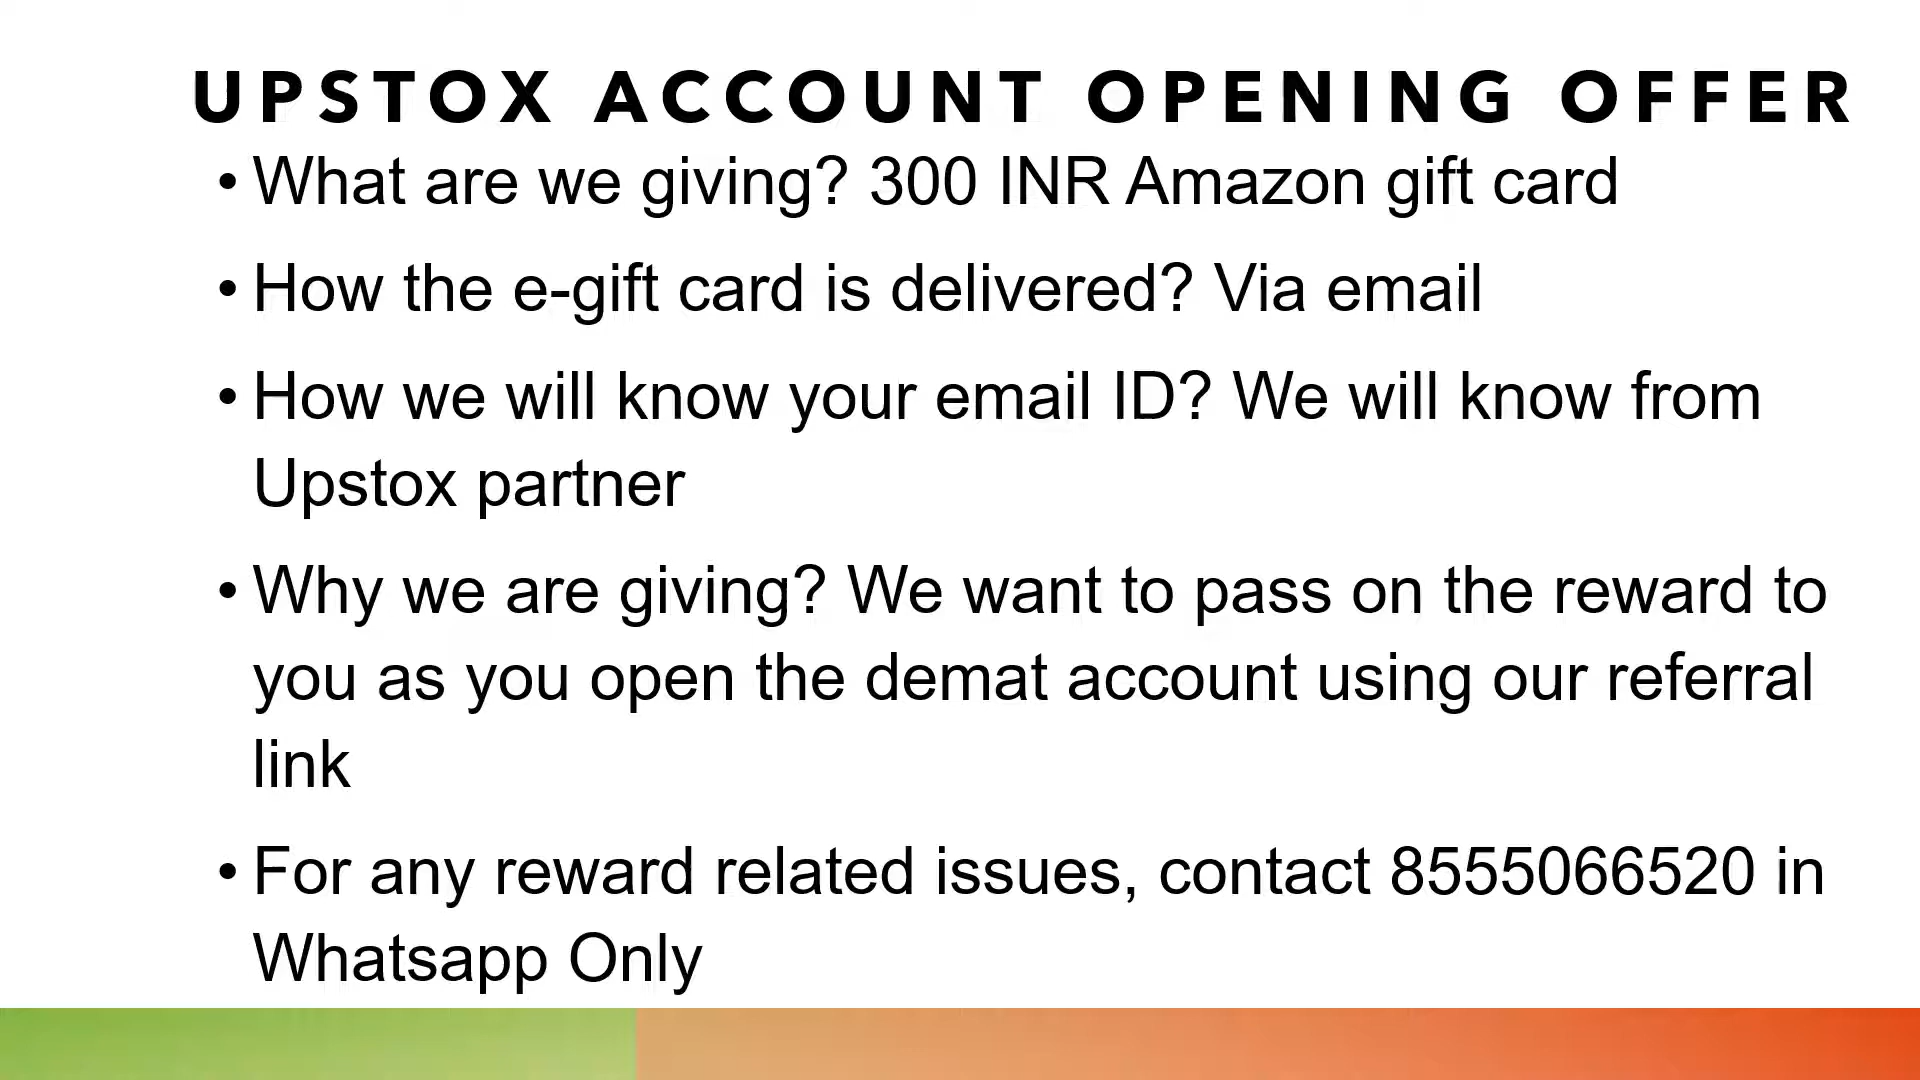 UPSTOX ACCOUNT OPENING OFFER
• What are we giving? 300 INR Amazon gift card
• How the e-gift card is delivered? Via email
• How we will know your email ID? We will know from
Upstox partner
• Why we are giving? We want to pass on the reward to
you as you open the demat account using our referral
link
• For any reward related issues, contact 8555066520 in
Whatsapp Only